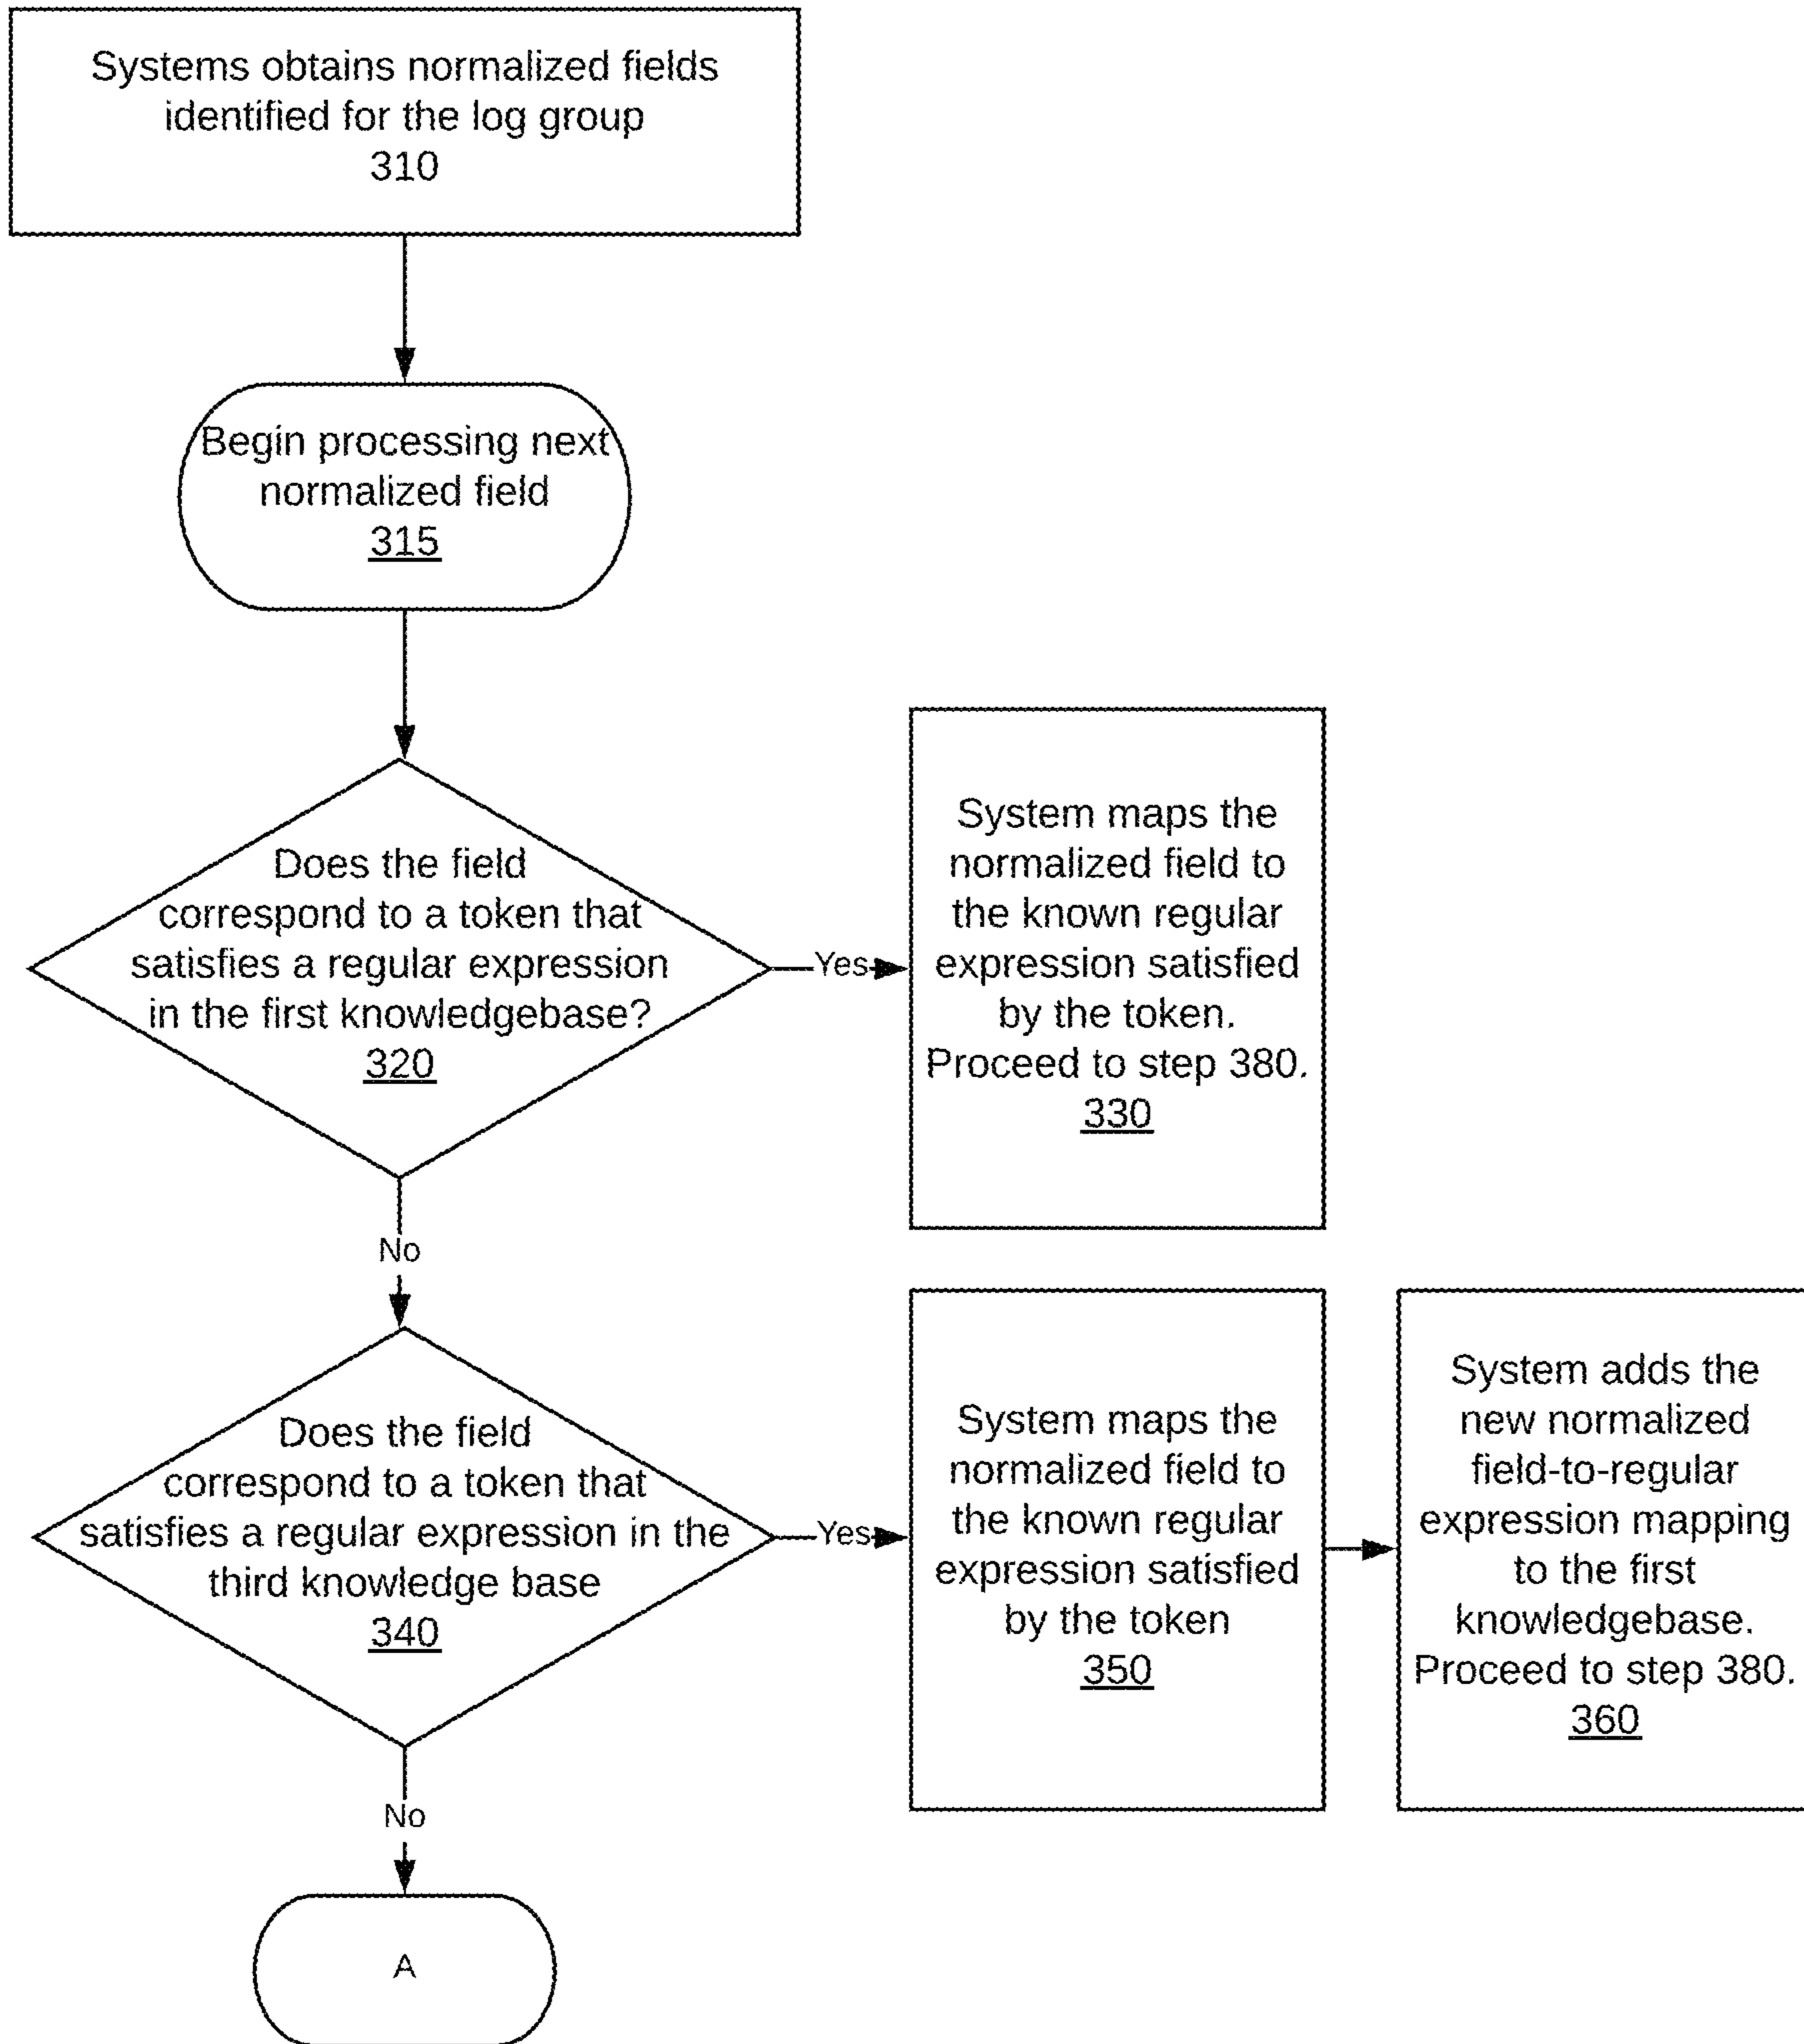 Systems obtains normalized fields
identified for the log group
310
Begin processing next
normalized field
315
Does the field
correspond to a token that
satisfies a regular expression
in the first knowledgebase?
320
Yes
System maps the
normalized field to
the known regular
expression satisfied
by the token.
Proceed to step 380.
330
No
Does the field
correspond to a token that
satisfies a regular expression in the
third knowledge base
340
Yes
System maps the
normalized field to
the known regular
expression satisfied
by the token
350
System adds the
new normalized
field-to-regular
expression mapping
to the first
knowledgebase.
Proceed to step 380.
360
No
A